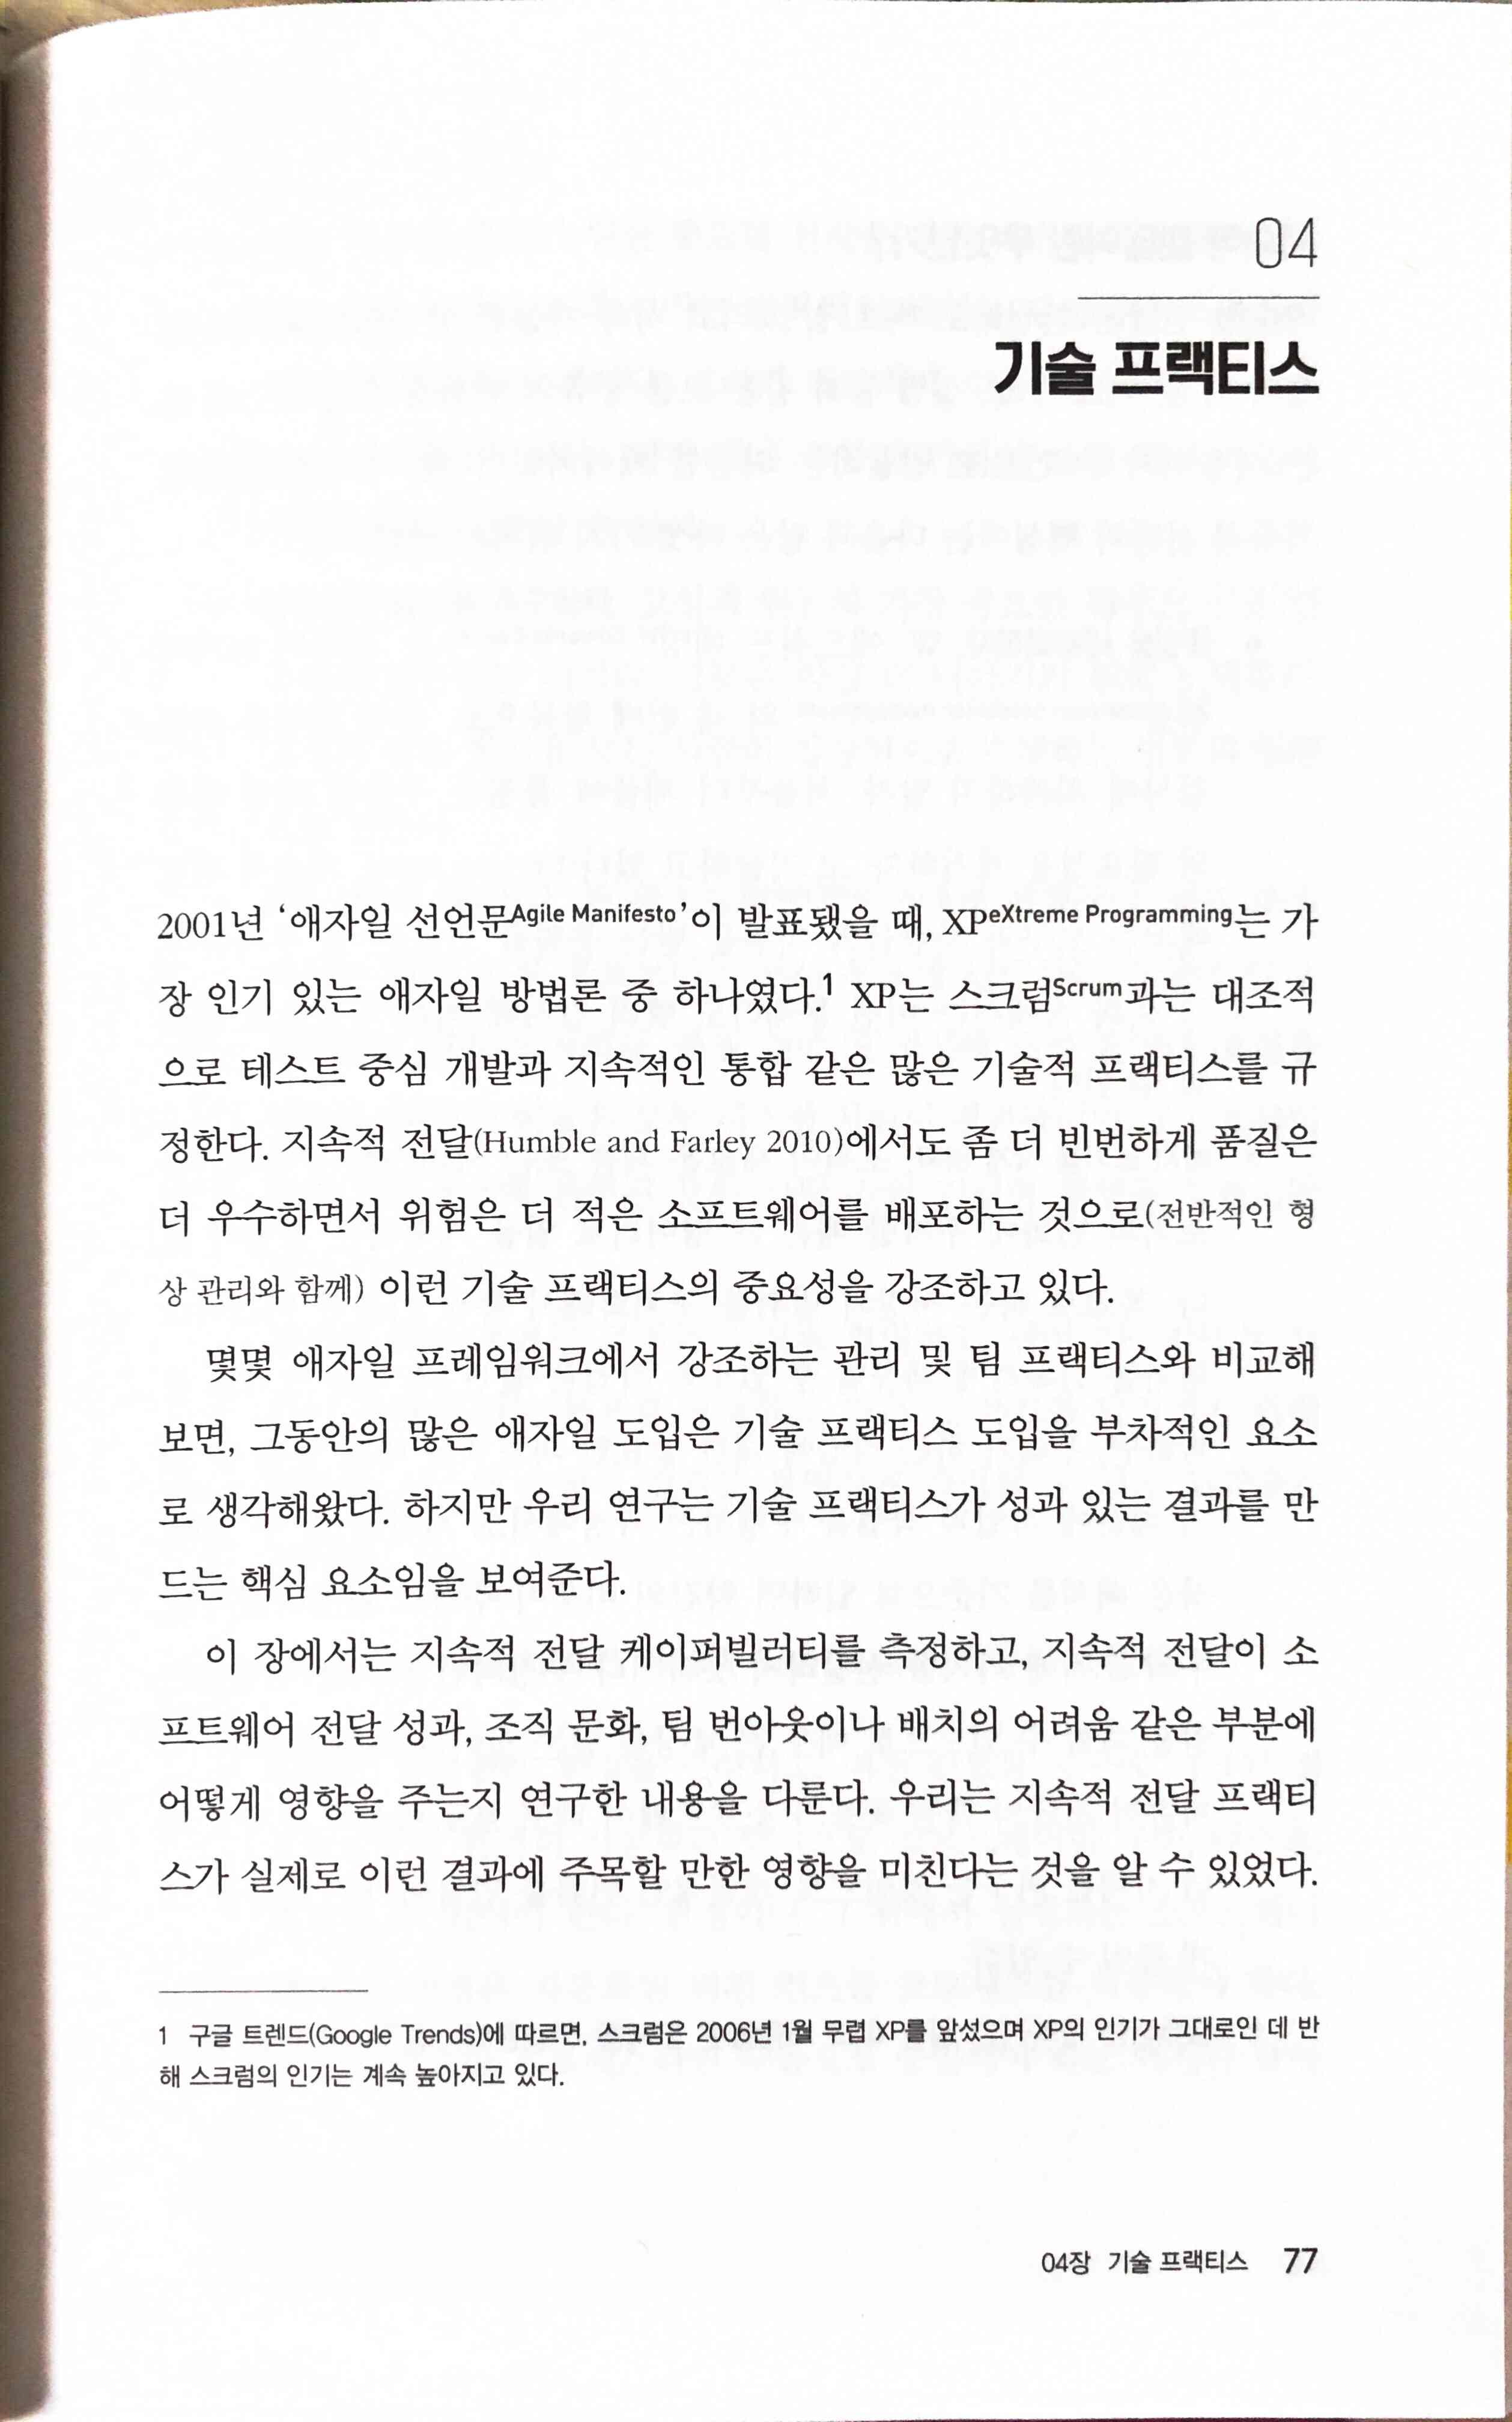 04
기술 프랙티스
2001년 ‘애자일 선언문Agile Manifesto’이 발표됐을 때, XPeXtreme Programming는 가
장 인기 있는 애자일 방법론 중 하나였다.1 XP는 스크럼Scrum과는 대조적
으로 테스트 중심 개발과 지속적인 통합 같은 많은 기술적 프랙티스를 규
정한다. 지속적 전달(Humble and Farley 2010)에서도 좀 더 빈번하게 품질은
더 우수하면서 위험은 더 적은 소프트웨어를 배포하는 것으로(전반적인 형
상 관리와 함께) 이런 기술 프랙티스의 중요성을 강조하고 있다.
몇몇 애자일 프레임워크에서 강조하는 관리 및 팀 프랙티스와 비교해
보면, 그동안의 많은 애자일 도입은 기술 프랙티스 도입을 부차적인 요소
로 생각해왔다. 하지만 우리 연구는 기술 프랙티스가 성과 있는 결과를 만
드는 핵심 요소임을 보여준다.
이 장에서는 지속적 전달 케이퍼빌러티를 측정하고, 지속적 전달이 소
프트웨어 전달 성과, 조직 문화, 팀 번아웃이나 배치의 어려움 같은 부분에
어떻게 영향을 주는지 연구한 내용을 다룬다. 우리는 지속적 전달 프랙티
스가 실제로 이런 결과에 주목할 만한 영향을 미친다는 것을 알 수 있었다.
1 구글 트렌드(Google Trends)에 따르면, 스크럼은 2006년 1월 무렵 XP를 앞섰으며 XP의 인기가 그대로인 데 반
해 스크럼의 인기는 계속 높아지고 있다.
04장 기술 프랙티스 77